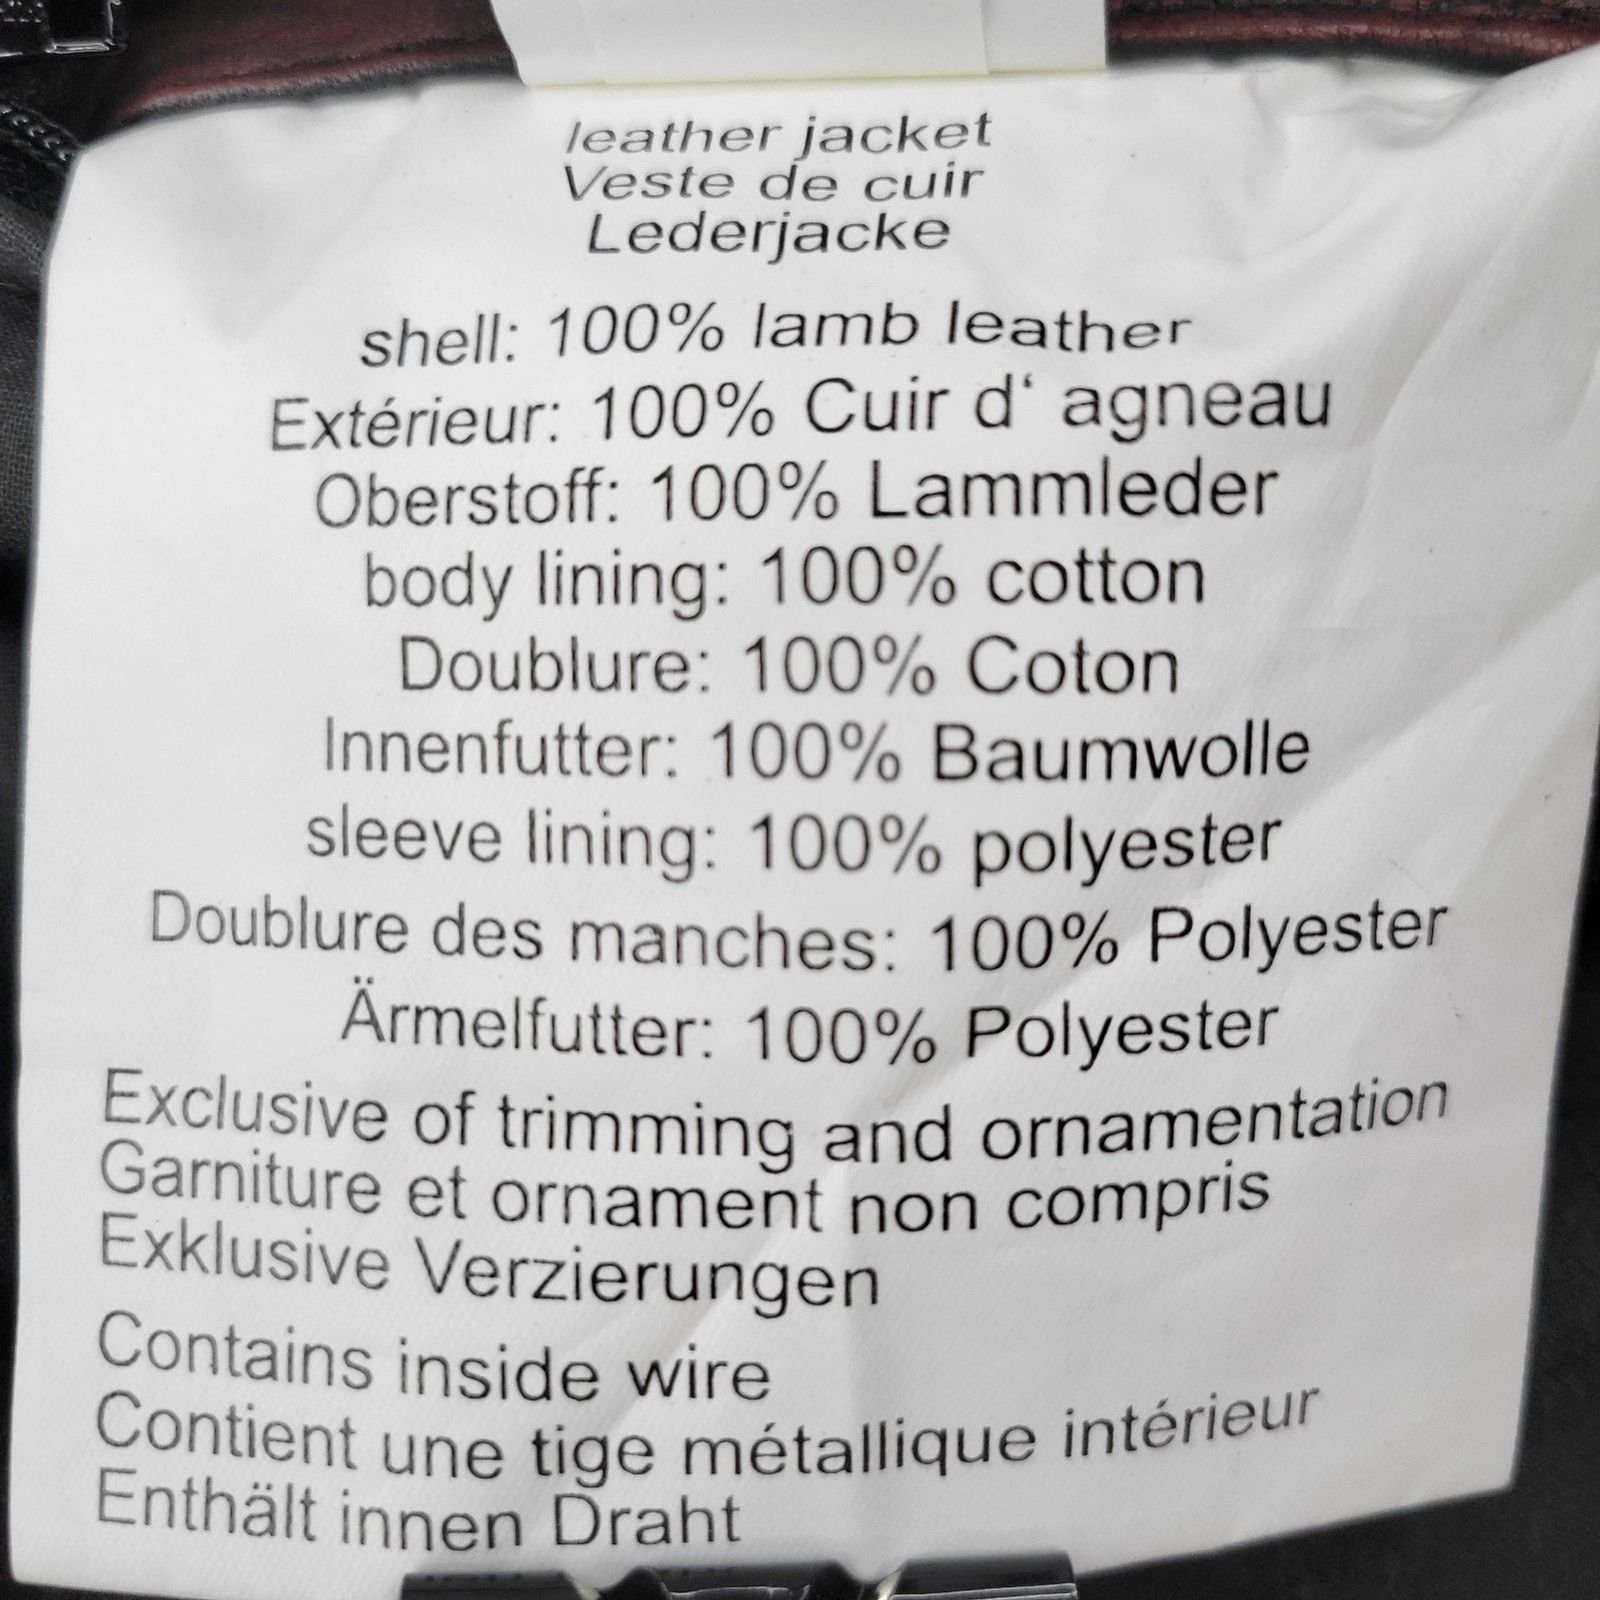 leather jacket
Veste de cuir
Lederjacke
shell: 100% lamb leather
Extérieur: 100% Cuir d‘ agneau
Oberstoff: 100% Lammleder
body lining: 100% cotton
Doublure: 100% Coton
Innenfutter: 100% Baumwolle
sleeve lining: 100% polyester
Doublure des manches: 100% Polyester
Ärmelfutter: 100% Polyester
Exclusive of trimming and ornamentation
Garniture et ornament non compris
Exklusive Verzierungen
Contains inside wire
Contient une tige métallique intérieur
Enthält innen Draht